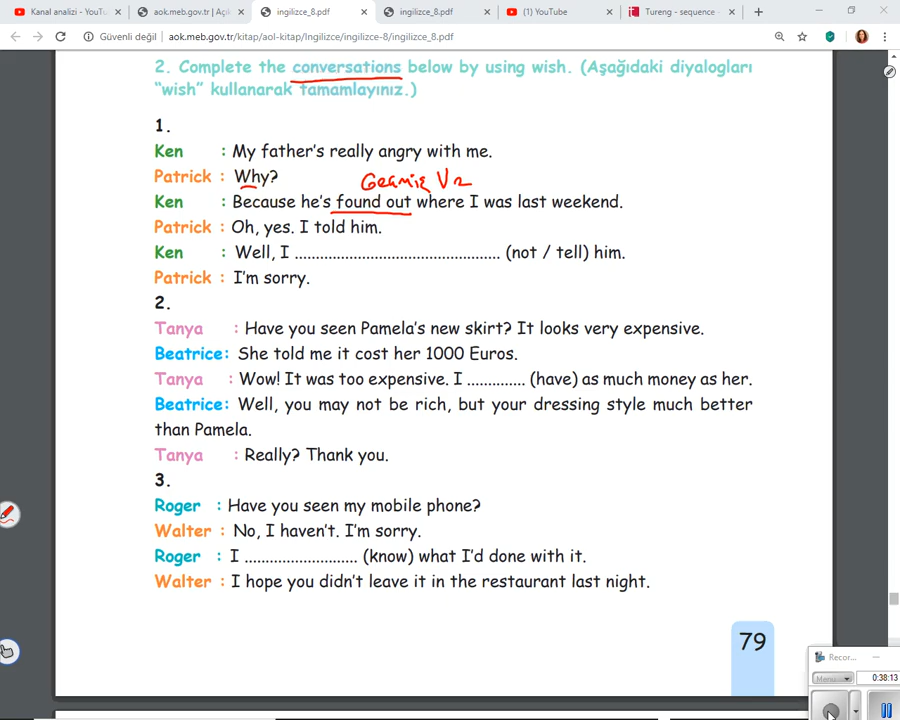 Kanal analizi - YouTu
aok.meb.gov.tr | Açı
ingilizce_8.pdf
ingilizce_8.pdf
(1) YouTube
Tureng - sequence -
Güvenli değil | aok.meb.gov.tr/kitap/aol-kitap/Ingilizce/ingilizce-8/ingilizce_8.pdf
2. Complete the conversations below by using wish. (Aşağıdaki diyalogları
"wish" kullanarak tamamlayınız.)
1.
Ken : My father's really angry with me.
Patrick : Why?
Geçmiş V2
Ken : Because he's found out where I was last weekend.
Patrick : Oh, yes. I told him.
Ken : Well, I ................................................ (not / tell) him.
Patrick : I'm sorry.
2.
Tanya : Have you seen Pamela's new skirt? It looks very expensive.
Beatrice: She told me it cost her 1000 Euros.
Tanya : Wow! It was too expensive. I .............. (have) as much money as her.
Beatrice: Well, you may not be rich, but your dressing style much better
than Pamela.
Tanya : Really? Thank you.
3.
Roger : Have you seen my mobile phone?
Walter : No, I haven't. I'm sorry.
Roger : I ........................... (know) what I'd done with it.
Walter : I hope you didn't leave it in the restaurant last night.
79
Recor...
Menu
0:38:13